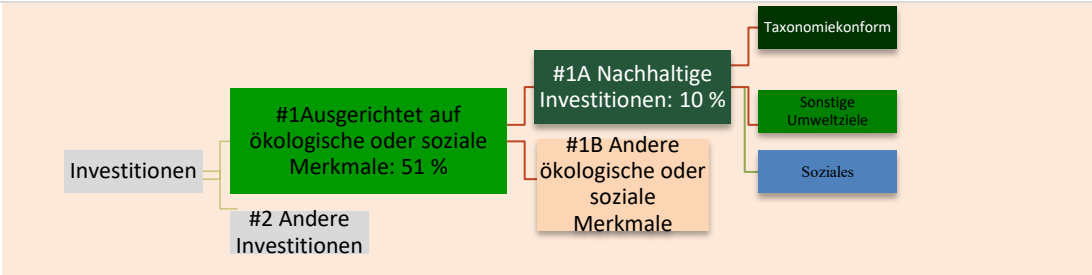 Investitionen
#1Ausgerichtet auf
ökologische oder soziale
Merkmale: 51 %
#2 Andere
Investitionen
#1A Nachhaltige
Investitionen: 10 %
#1B Andere
ökologische oder
soziale
Merkmale
Taxonomiekonform
Sonstige
Umweltziele
Soziales